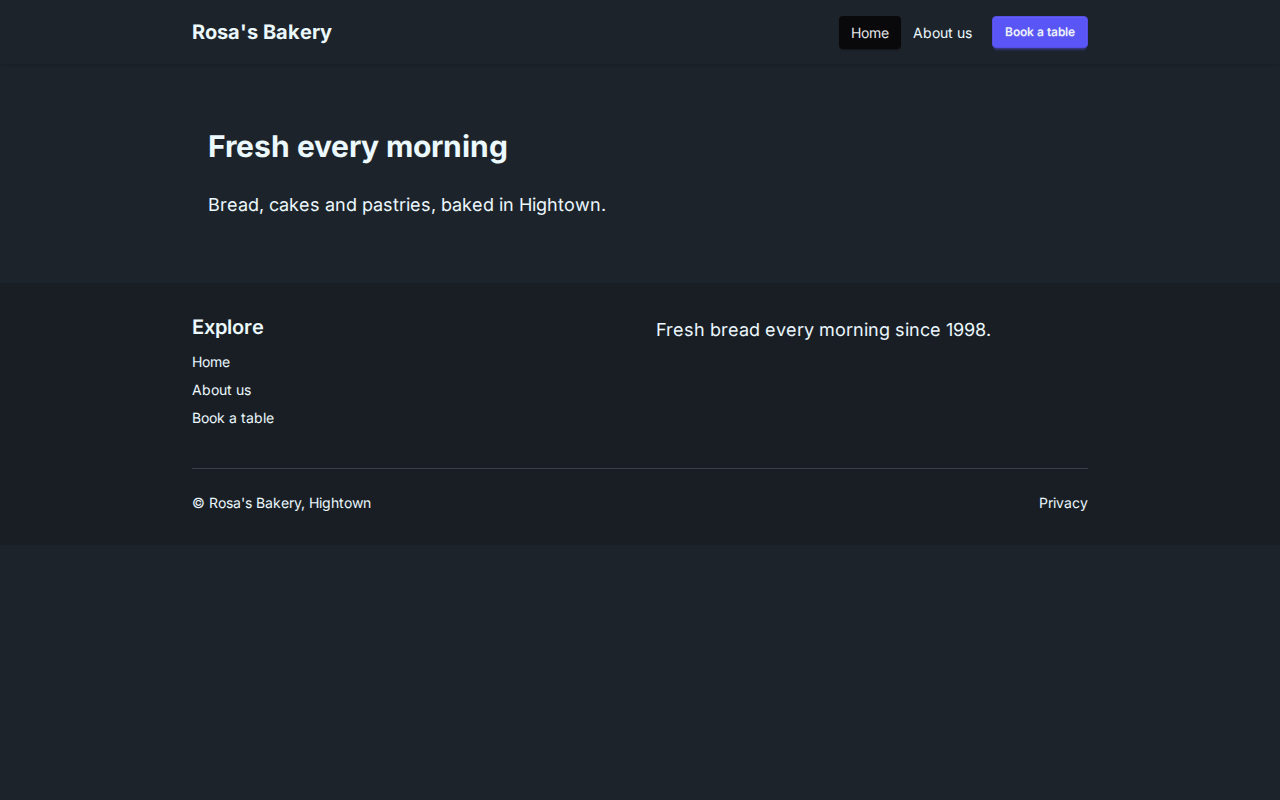 Rosa's Bakery
Home
About us
Book a table
Fresh every morning
Bread, cakes and pastries, baked in Hightown.
Explore
Home
About us
Book a table
Fresh bread every morning since 1998.
© Rosa's Bakery, Hightown
Privacy